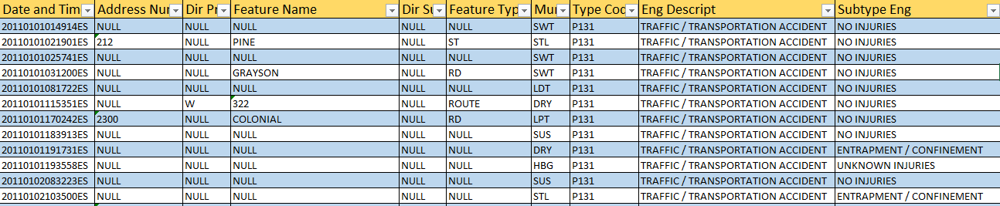 Date and Tim Address Nur Dir Pr Feature Name Dir Su Feature Typ Mur Type Cod Eng Descript Subtype Eng
20110101014914ES NULL NULL NULL NULL NULL SWT P131 TRAFFIC / TRANSPORTATION ACCIDENT NO INJURIES
20110101021901ES 212 NULL PINE NULL ST STL P131 TRAFFIC / TRANSPORTATION ACCIDENT NO INJURIES
20110101025741ES NULL NULL NULL NULL NULL SWT P131 TRAFFIC / TRANSPORTATION ACCIDENT NO INJURIES
20110101031200ES NULL NULL GRAYSON NULL RD SWT P131 TRAFFIC / TRANSPORTATION ACCIDENT NO INJURIES
20110101081722ES NULL NULL NULL NULL NULL LDT P131 TRAFFIC / TRANSPORTATION ACCIDENT NO INJURIES
20110101115351ES NULL W 322 NULL ROUTE DRY P131 TRAFFIC / TRANSPORTATION ACCIDENT NO INJURIES
20110101170242ES 2300 NULL COLONIAL NULL RD LPT P131 TRAFFIC / TRANSPORTATION ACCIDENT NO INJURIES
20110101183913ES NULL NULL NULL NULL NULL SUS P131 TRAFFIC / TRANSPORTATION ACCIDENT NO INJURIES
20110101191731ES NULL NULL NULL NULL NULL DRY P131 TRAFFIC / TRANSPORTATION ACCIDENT ENTRAPMENT / CONFINEMENT
20110101193558ES NULL NULL NULL NULL NULL HBG P131 TRAFFIC / TRANSPORTATION ACCIDENT UNKNOWN INJURIES
20110102083223ES NULL NULL NULL NULL NULL SUS P131 TRAFFIC / TRANSPORTATION ACCIDENT NO INJURIES
20110102103500ES NULL NULL NULL NULL NULL STL P131 TRAFFIC / TRANSPORTATION ACCIDENT ENTRAPMENT / CONFINEMENT